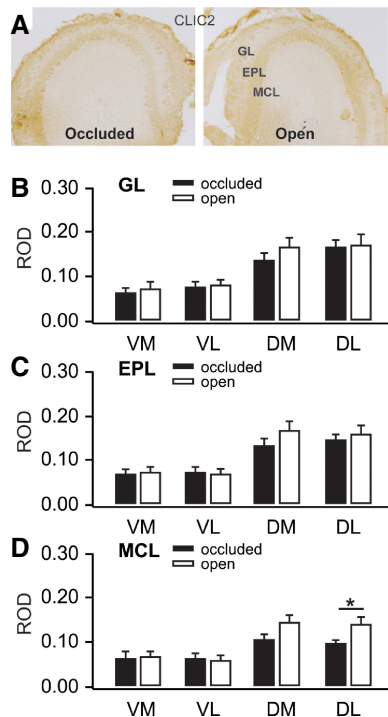 A
CLIC2
GL
EPL
MCL
Occluded
Open
B
GL
occluded
open
ROD
0.30
0.20
0.10
0.00
VM VL DM DL
C
EPL
occluded
open
ROD
0.30
0.20
0.10
0.00
VM VL DM DL
D
MCL
occluded
open
ROD
0.30
0.20
0.10
0.00
*
VM VL DM DL